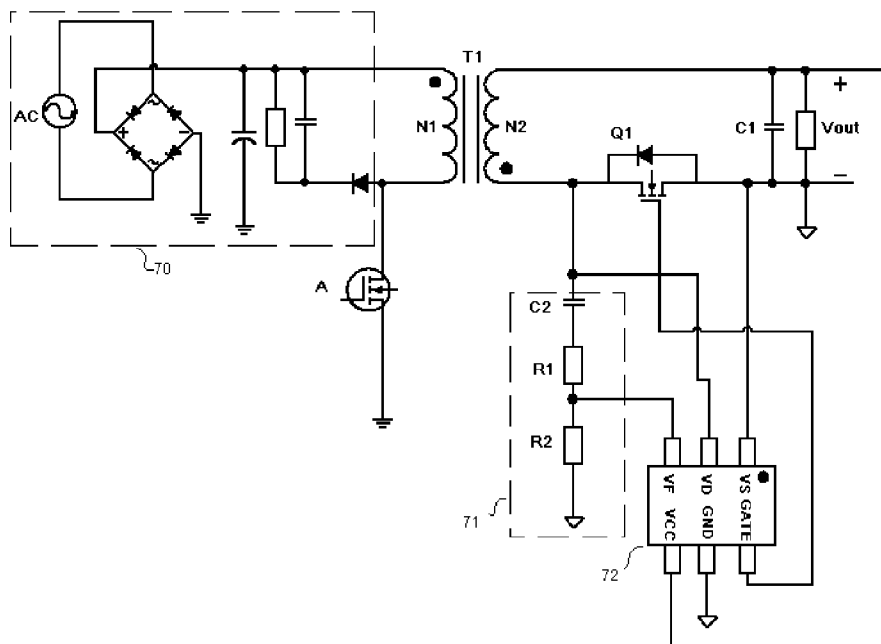 T1
AC
+
−
N1
N2
Q1
C1
+
Vout
−
70
A
C2
R1
R2
71
VF VD VS
VCC GND GATE
72